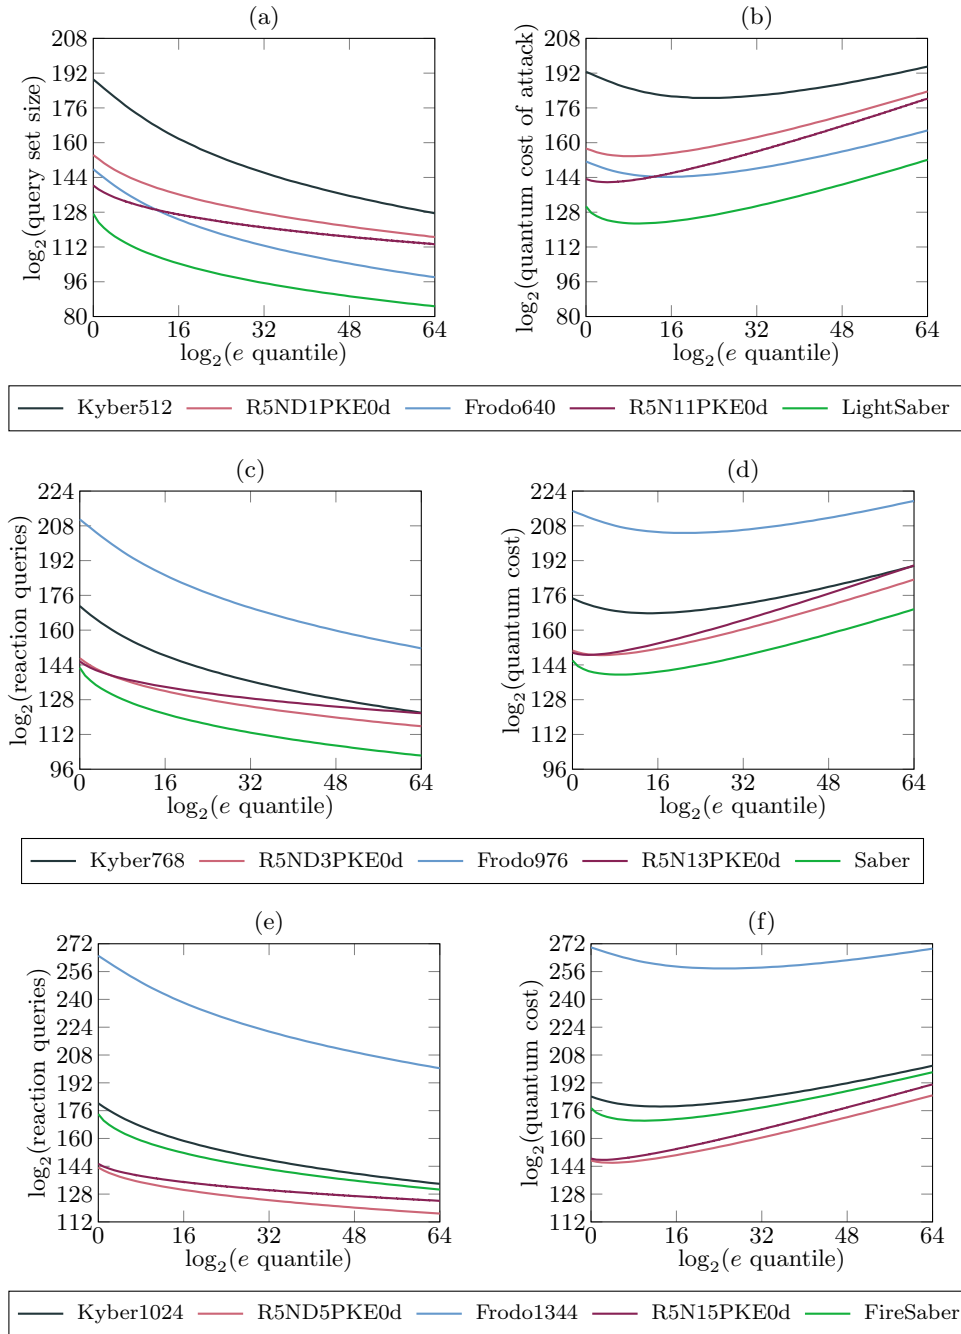 (a)
(b)
log₂(query set size)
208
192
176
160
144
128
112
96
80
0 16 32 48 64
log₂(e quantile)
log₂(quantum cost of attack)
208
192
176
160
144
128
112
96
80
0 16 32 48 64
log₂(e quantile)
Kyber512 R5ND1PKE0d Frodo640 R5N11PKE0d LightSaber
(c)
(d)
log₂(reaction queries)
224
208
192
176
160
144
128
112
96
0 16 32 48 64
log₂(e quantile)
log₂(quantum cost)
224
208
192
176
160
144
128
112
96
0 16 32 48 64
log₂(e quantile)
Kyber768 R5ND3PKE0d Frodo976 R5N13PKE0d Saber
(e)
(f)
log₂(reaction queries)
272
256
240
224
208
192
176
160
144
128
112
0 16 32 48 64
log₂(e quantile)
log₂(quantum cost)
272
256
240
224
208
192
176
160
144
128
112
0 16 32 48 64
log₂(e quantile)
Kyber1024 R5ND5PKE0d Frodo1344 R5N15PKE0d FireSaber